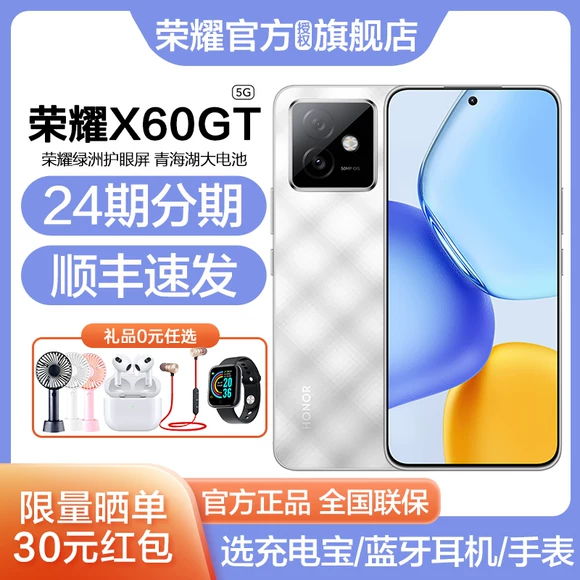 荣耀官方授权旗舰店
5G
荣耀X60GT
荣耀绿洲护眼屏 青海湖大电池
24期分期
顺丰速发
礼品0元任选
50MP OIS
HONOR
限量晒单
30元红包
官方正品 全国联保
选充电宝/蓝牙耳机/手表